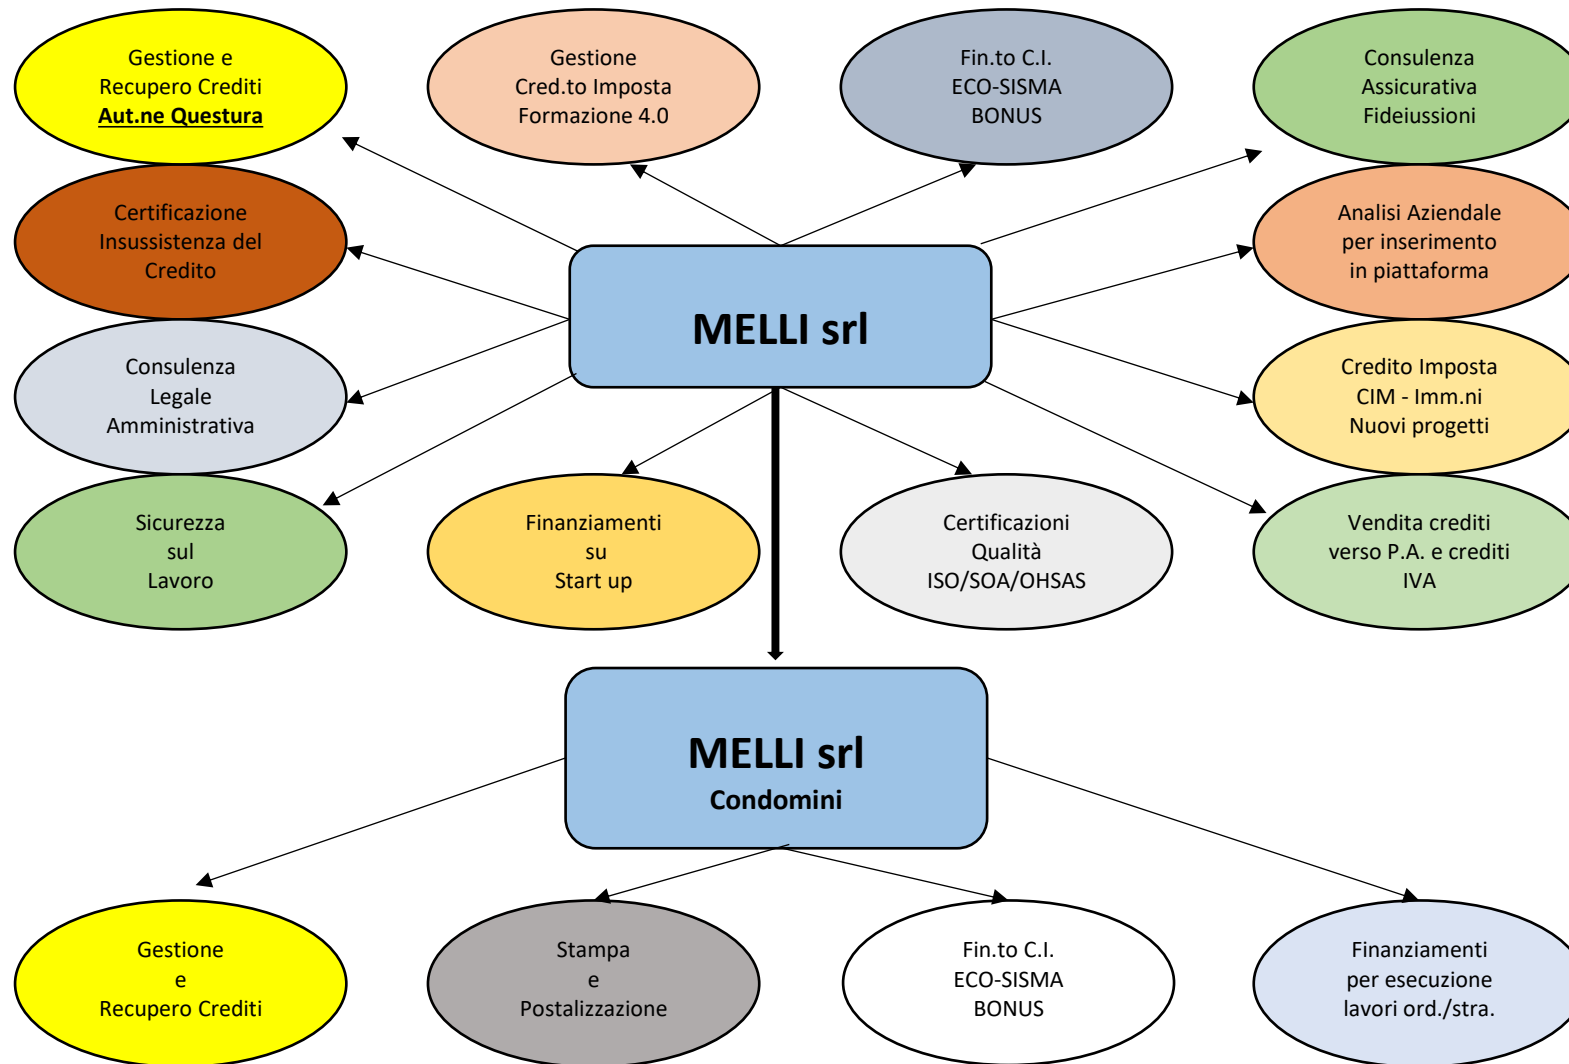 Gestione e
Recupero Crediti
Aut.ne Questura
Gestione
Cred.to Imposta
Formazione 4.0
Fin.to C.I.
ECO-SISMA
BONUS
Consulenza
Assicurativa
Fideiussioni
Certificazione
Insussistenza del
Credito
Analisi Aziendale
per inserimento
in piattaforma
MELLI srl
Consulenza
Legale
Amministrativa
Credito Imposta
CIM - Imm.ni
Nuovi progetti
Sicurezza
sul
Lavoro
Finanziamenti
su
Start up
Certificazioni
Qualità
ISO/SOA/OHSAS
Vendita crediti
verso P.A. e crediti
IVA
MELLI srl
Condomini
Gestione
e
Recupero Crediti
Stampa
e
Postalizzazione
Fin.to C.I.
ECO-SISMA
BONUS
Finanziamenti
per esecuzione
lavori ord./stra.